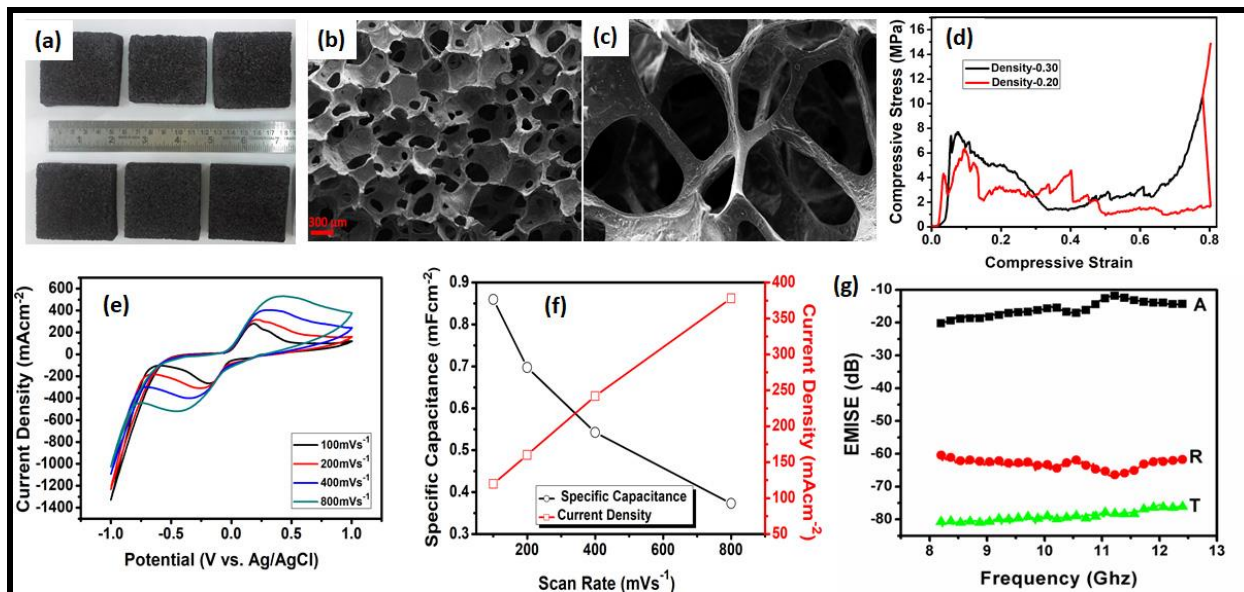 (a)
(b)
300 µm
(c)
(d)
Compressive Stress (MPa)
16
14
12
10
8
6
4
2
0
Density-0.30
Density-0.20
0.0 0.2 0.4 0.6 0.8
Compressive Strain
(e)
Current Density (mAcm⁻²)
600
400
200
0
-200
-400
-600
-800
-1000
-1200
-1400
100mVs⁻¹
200mVs⁻¹
400mVs⁻¹
800mVs⁻¹
-1.0 -0.5 0.0 0.5 1.0
Potential (V vs. Ag/AgCl)
(f)
Specific Capacitance (mFcm⁻²)
0.9
0.8
0.7
0.6
0.5
0.4
0.3
Specific Capacitance
Current Density
200 400 600 800
Scan Rate (mVs⁻¹)
400
350
300
250
200
150
100
50
Current Density (mAcm⁻²)
(g)
EMISE (dB)
-10
-20
-30
-40
-50
-60
-70
-80
A
R
T
8 9 10 11 12 13
Frequency (Ghz)